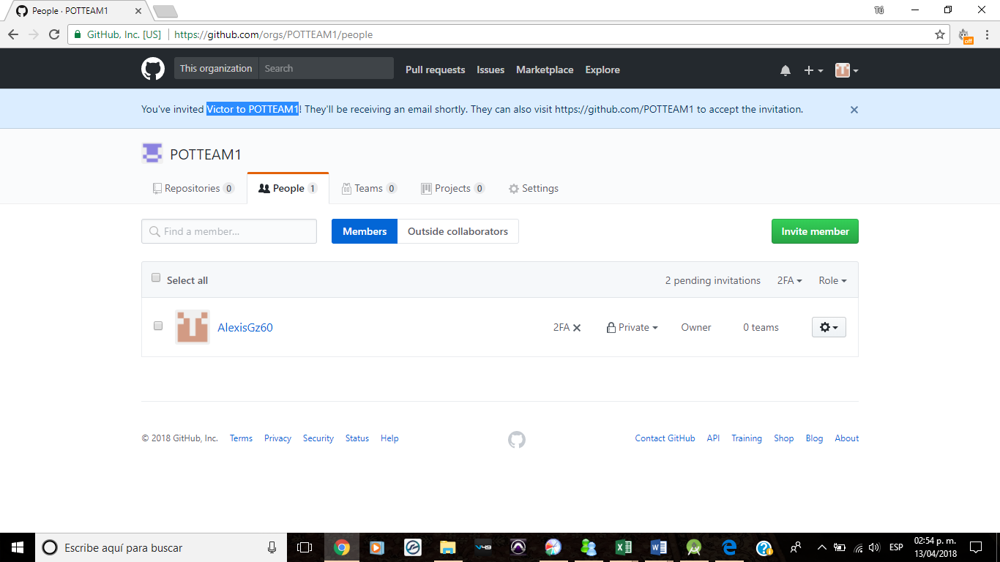 People · POTTEAM1
Tú
GitHub, Inc. [US] https://github.com/orgs/POTTEAM1/people
off
This organization Search Pull requests Issues Marketplace Explore
You've invited Victor to POTTEAM1! They'll be receiving an email shortly. They can also visit https://github.com/POTTEAM1 to accept the invitation.
POTTEAM1
Repositories 0 People 1 Teams 0 Projects 0 Settings
Find a member... Members Outside collaborators Invite member
Select all 2 pending invitations 2FA Role
AlexisGz60 2FA Private Owner 0 teams
© 2018 GitHub, Inc. Terms Privacy Security Status Help Contact GitHub API Training Shop Blog About
Escribe aquí para buscar
ESP
02:54 p. m.
13/04/2018